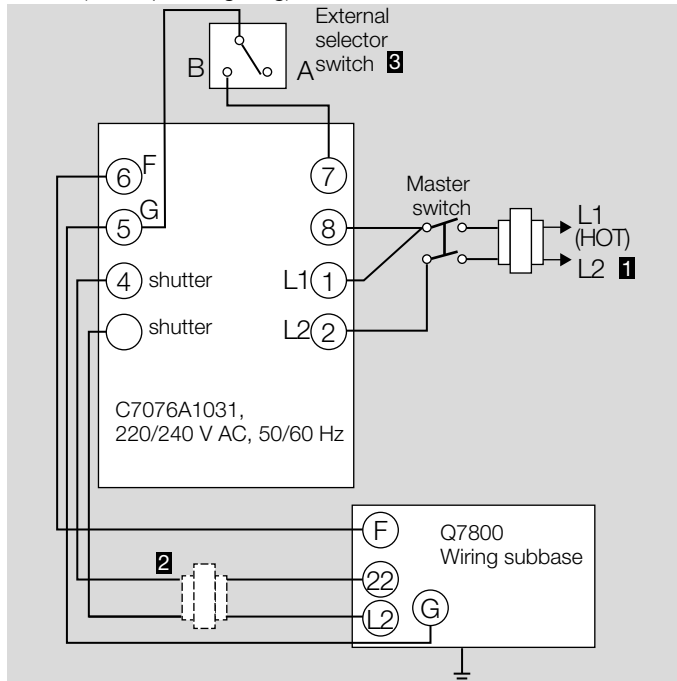 External
selector
switch 3
B
A
6
F
7
5
G
Master
switch
8
L1
(HOT)
4
shutter
L1
1
L2 1
shutter
L2
2
C7076A1031,
220/240 V AC, 50/60 Hz
F
Q7800
Wiring subbase
2
22
G
L2